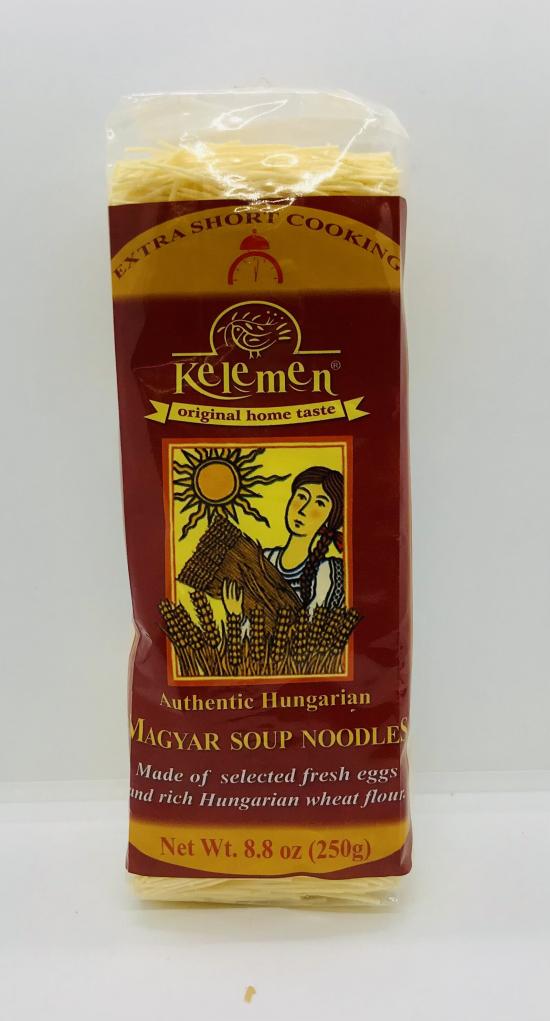 EXTRA SHORT COOKING
Kelemen®
original home taste
Authentic Hungarian
MAGYAR SOUP NOODLES
Made of selected fresh eggs
and rich Hungarian wheat flour.
Net Wt. 8.8 oz (250g)